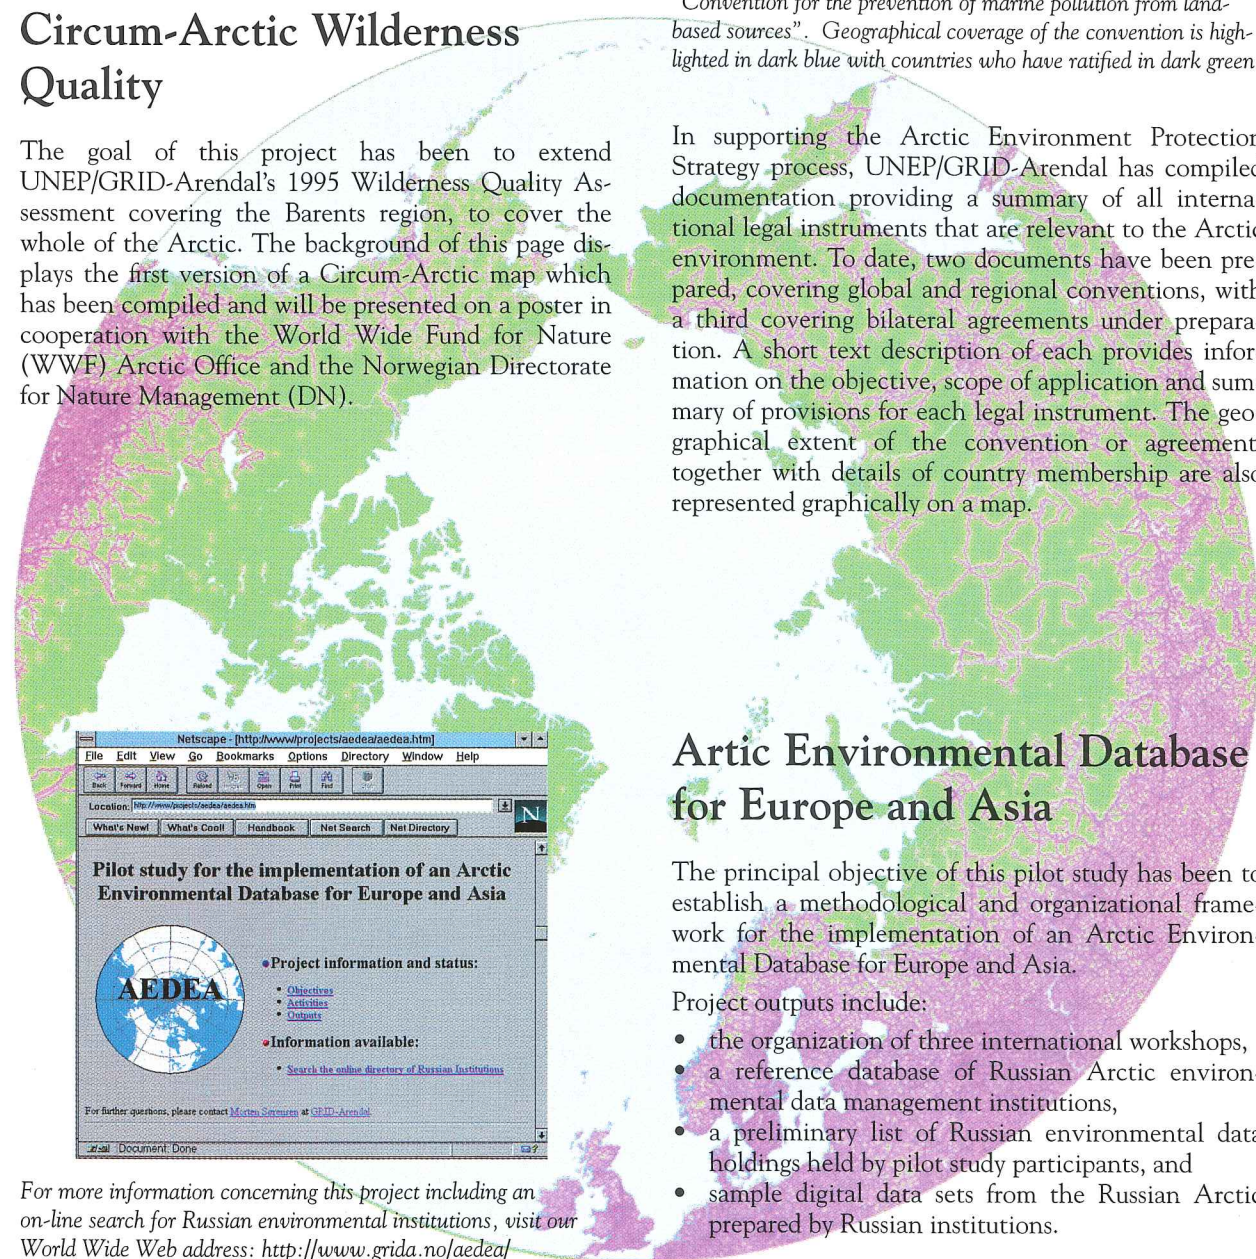 Circum-Arctic Wilderness
Quality
The goal of this project has been to extend
UNEP/GRID-Arendal's 1995 Wilderness Quality As-
sessment covering the Barents region, to cover the
whole of the Arctic. The background of this page dis-
plays the first version of a Circum-Arctic map which
has been compiled and will be presented on a poster in
cooperation with the World Wide Fund for Nature
(WWF) Arctic Office and the Norwegian Directorate
for Nature Management (DN).
Netscape - [http://www/projects/aedea/aedea.htm]
File Edit View Go Bookmarks Options Directory Window Help
Back Forward Home Reload Open Print Find
Location: http://www/projects/aedea/aedea.htm
N
What's New! What's Cool! Handbook Net Search Net Directory
Pilot study for the implementation of an Arctic
Environmental Database for Europe and Asia
AEDEA
Project information and status:
• Objectives
• Activities
• Outputs
Information available:
• Search the online directory of Russian Institutions
For further questions, please contact Morten Sorensen at GRID-Arendal.
Document: Done
For more information concerning this project including an
on-line search for Russian environmental institutions, visit our
World Wide Web address: http://www.grida.no/aedea/
"Convention for the prevention of marine pollution from land-
based sources". Geographical coverage of the convention is high-
lighted in dark blue with countries who have ratified in dark green
In supporting the Arctic Environment Protection
Strategy process, UNEP/GRID-Arendal has compiled
documentation providing a summary of all interna-
tional legal instruments that are relevant to the Arctic
environment. To date, two documents have been pre-
pared, covering global and regional conventions, with
a third covering bilateral agreements under prepara-
tion. A short text description of each provides infor-
mation on the objective, scope of application and sum-
mary of provisions for each legal instrument. The geo-
graphical extent of the convention or agreement
together with details of country membership are also
represented graphically on a map.
Artic Environmental Database
for Europe and Asia
The principal objective of this pilot study has been to
establish a methodological and organizational frame-
work for the implementation of an Arctic Environ-
mental Database for Europe and Asia.
Project outputs include:
• the organization of three international workshops,
• a reference database of Russian Arctic environ-
mental data management institutions,
• a preliminary list of Russian environmental data
holdings held by pilot study participants, and
• sample digital data sets from the Russian Arctic
prepared by Russian institutions.